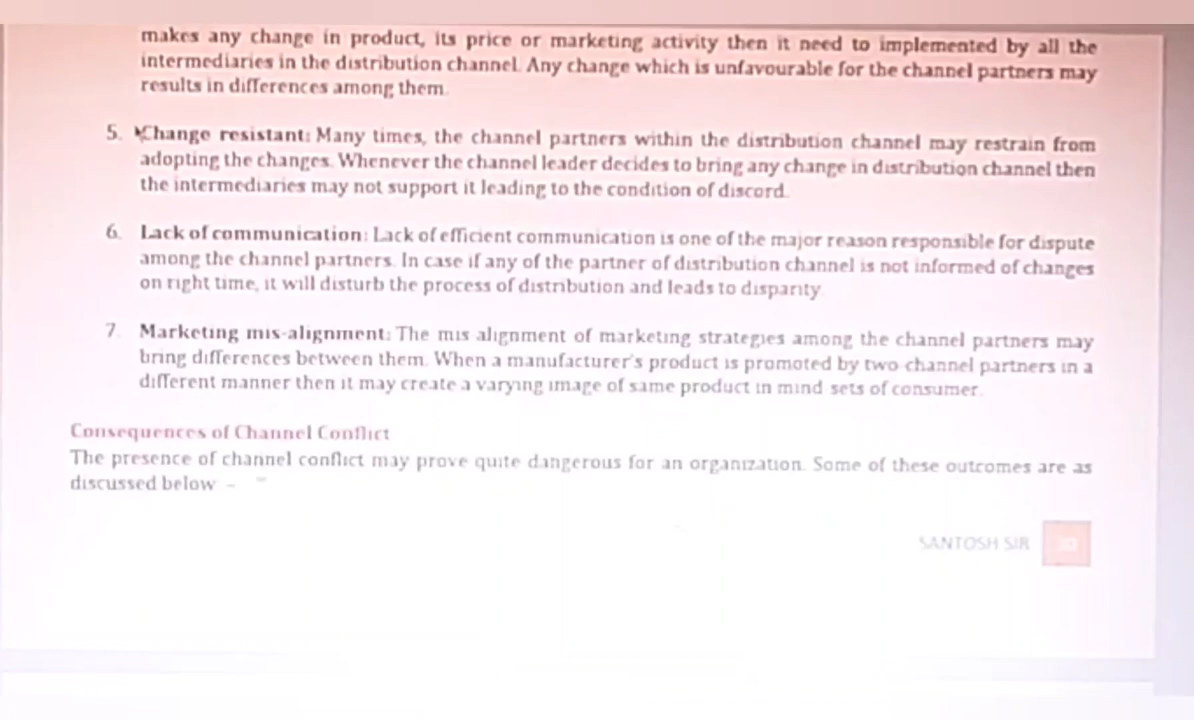 makes any change in product, its price or marketing activity then it need to implemented by all the
intermediaries in the distribution channel. Any change which is unfavourable for the channel partners may
results in differences among them.
5. Change resistant: Many times, the channel partners within the distribution channel may restrain from
adopting the changes. Whenever the channel leader decides to bring any change in distribution channel then
the intermediaries may not support it leading to the condition of discord.
6. Lack of communication: Lack of efficient communication is one of the major reason responsible for dispute
among the channel partners. In case if any of the partner of distribution channel is not informed of changes
on right time, it will disturb the process of distribution and leads to disparity.
7. Marketing mis-alignment: The mis alignment of marketing strategies among the channel partners may
bring differences between them. When a manufacturer's product is promoted by two channel partners in a
different manner then it may create a varying image of same product in mind sets of consumer.
Consequences of Channel Conflict
The presence of channel conflict may prove quite dangerous for an organization. Some of these outcomes are as
discussed below –
SANTOSH SIR